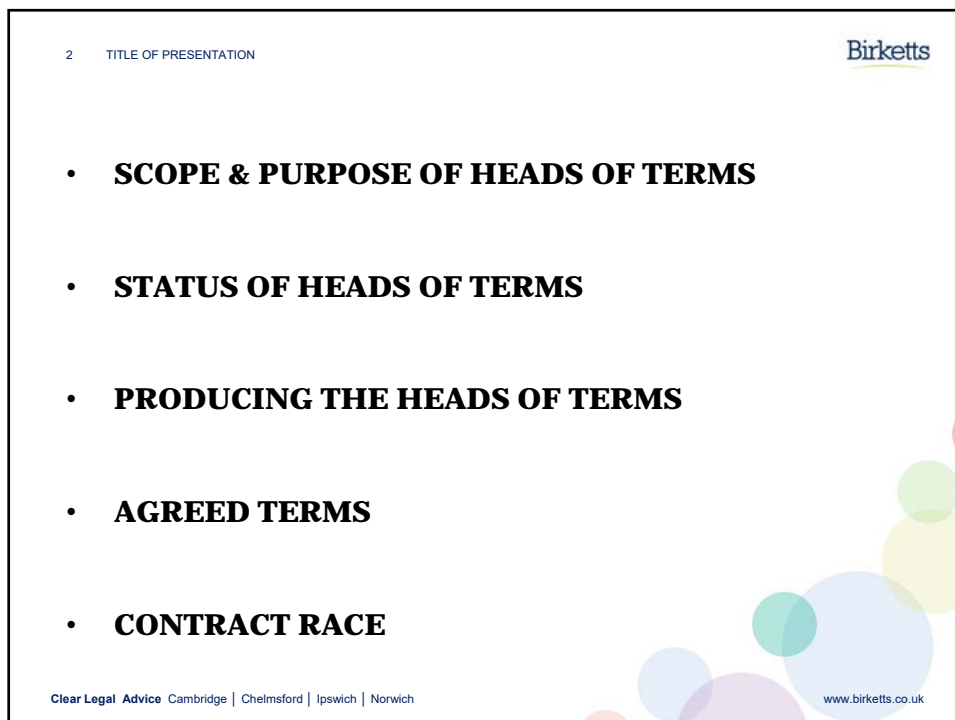 2 TITLE OF PRESENTATION
Birketts
• SCOPE & PURPOSE OF HEADS OF TERMS
• STATUS OF HEADS OF TERMS
• PRODUCING THE HEADS OF TERMS
• AGREED TERMS
• CONTRACT RACE
Clear Legal Advice Cambridge | Chelmsford | Ipswich | Norwich
www.birketts.co.uk